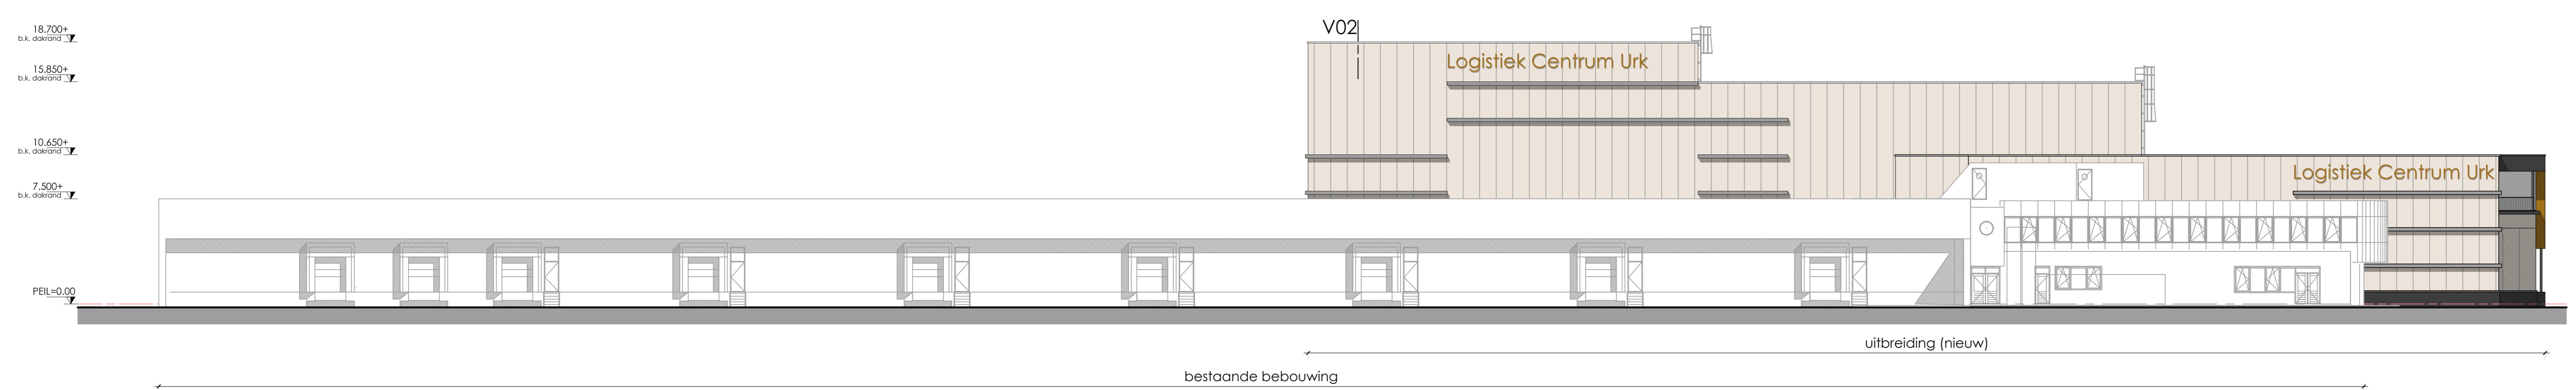 18.700+
b.k. dakrand
15.850+
b.k. dakrand
10.650+
b.k. dakrand
7.500+
b.k. dakrand
PEIL=0.00
V02
Logistiek Centrum Urk
Logistiek Centrum Urk
uitbreiding (nieuw)
bestaande bebouwing